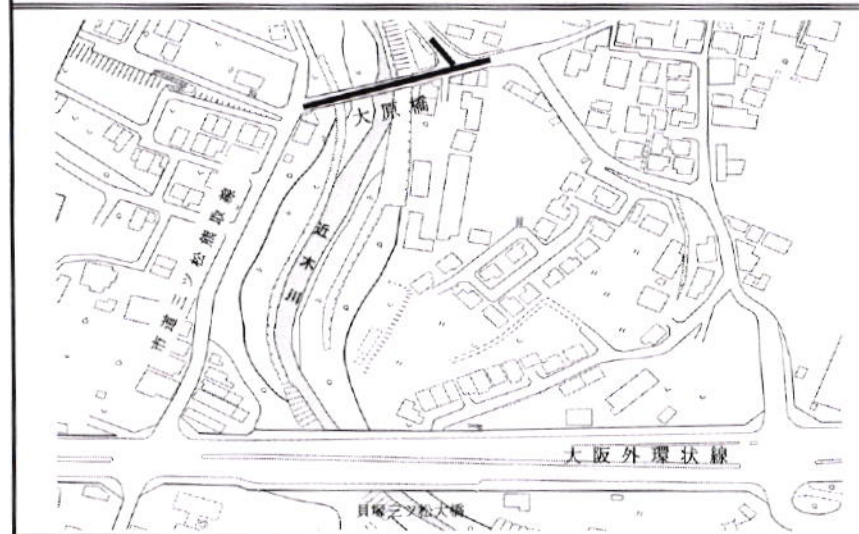 大原橋
近木川
市道三ツ松熊取線
大阪外環状線
貝塚三ツ松大橋